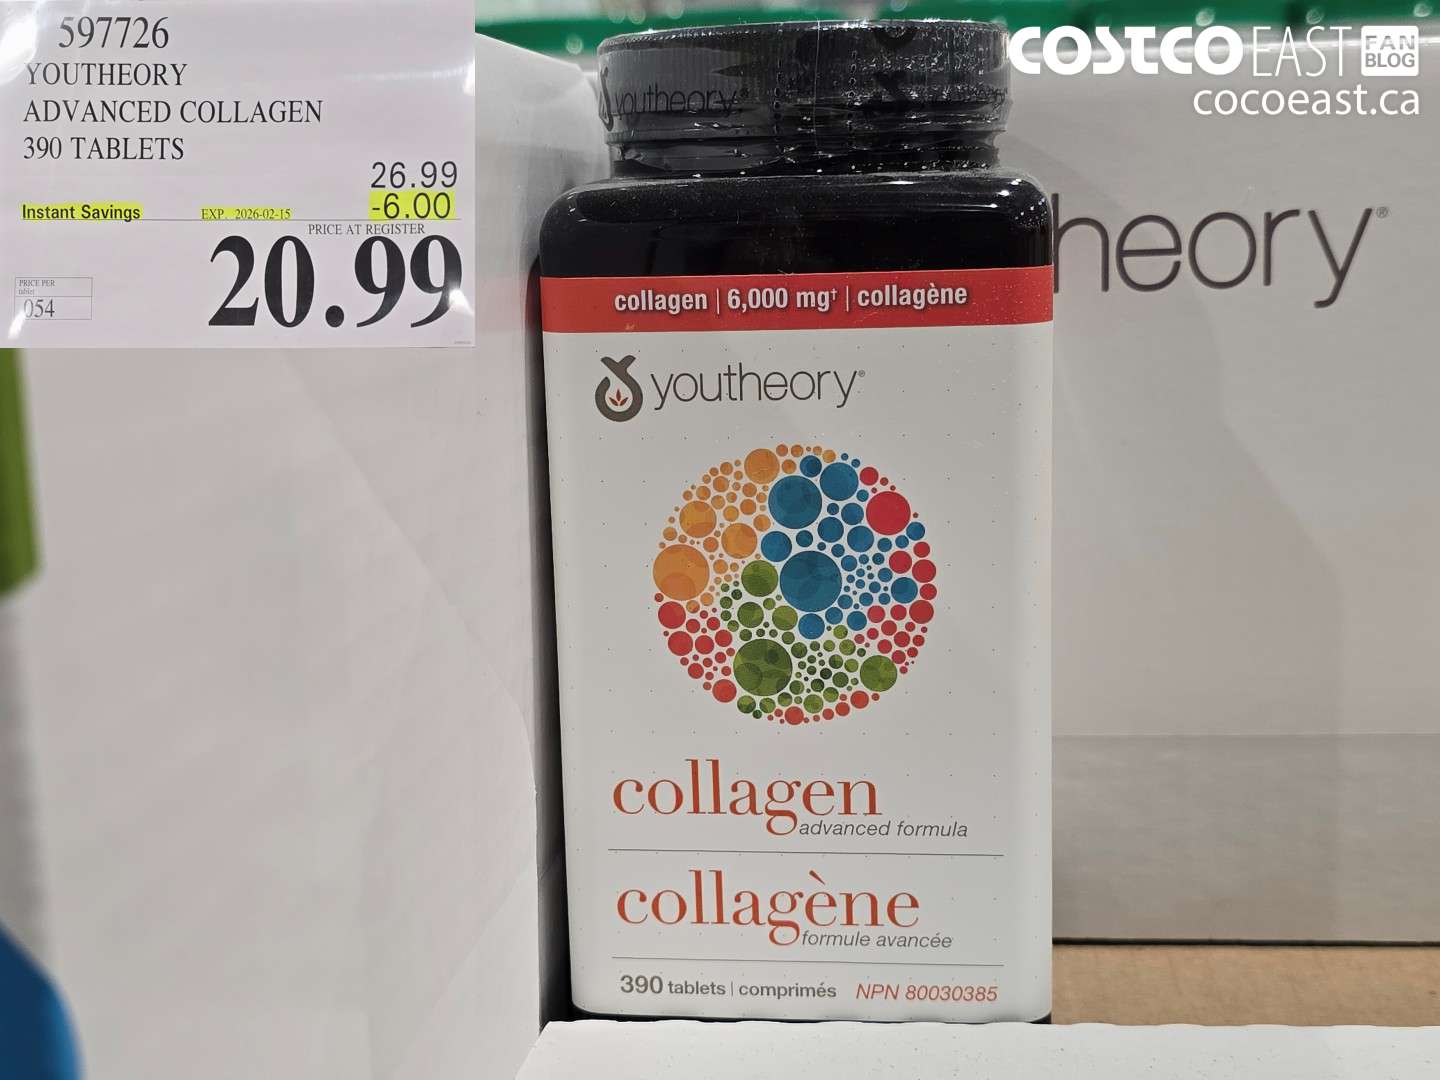 597726
YOUTHEORY
ADVANCED COLLAGEN
390 TABLETS
26.99
Instant Savings EXP. 2026-02-15 -6.00
PRICE AT REGISTER
20.99
PRICE PER
tablet
054
COSTCO EAST FAN BLOG
cocoeast.ca
youtheory
heory®
collagen | 6,000 mg† | collagène
youtheory®
collagen
advanced formula
collagène
formule avancée
390 tablets | comprimés NPN 80030385